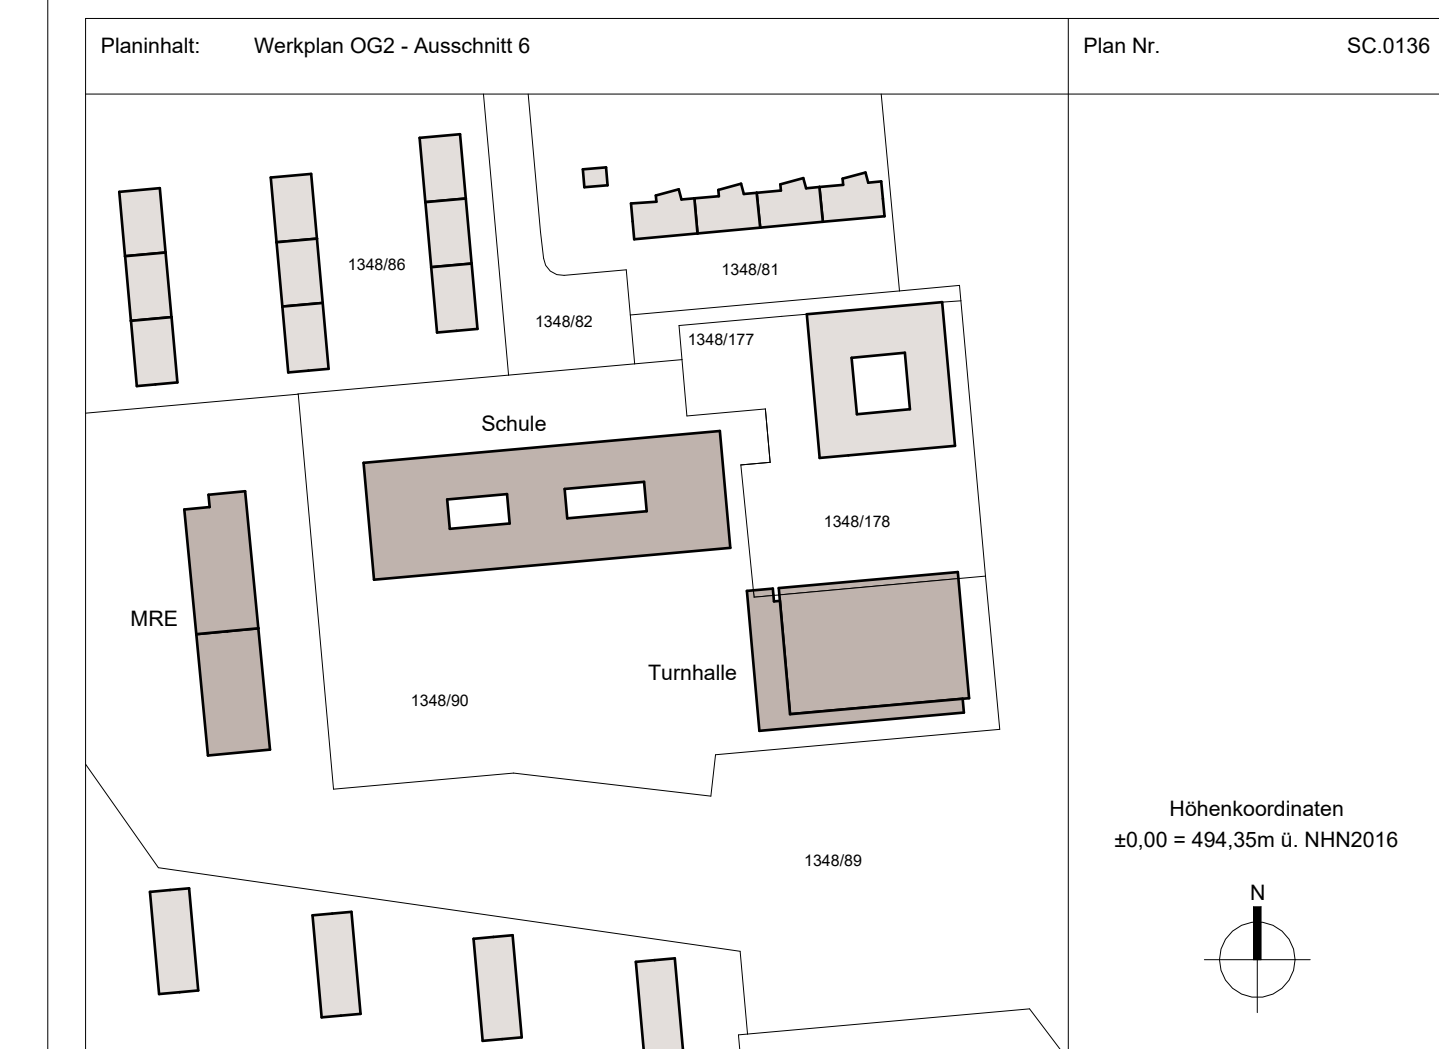 Planinhalt: Werkplan OG2 - Ausschnitt 6
Plan Nr. SC.0136
1348/86
1348/81
1348/82
1348/177
Schule
1348/178
MRE
Turnhalle
1348/90
Höhenkoordinaten
±0,00 = 494,35m ü. NHN2016
1348/89
N